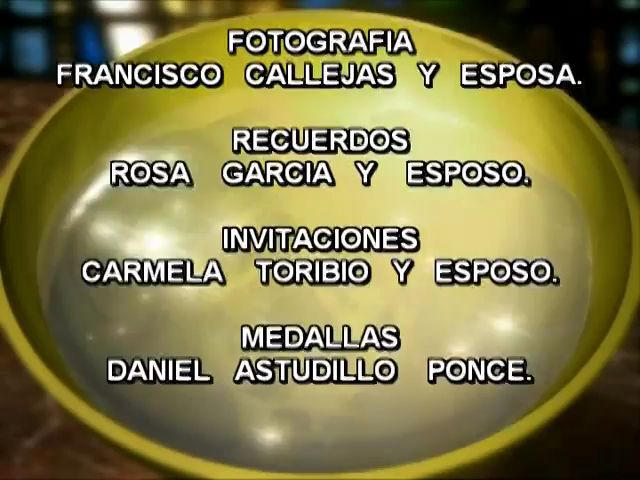 FOTOGRAFIA
FRANCISCO CALLEJAS Y ESPOSA.
RECUERDOS
ROSA GARCIA Y ESPOSO.
INVITACIONES
CARMELA TORIBIO Y ESPOSO.
MEDALLAS
DANIEL ASTUDILLO PONCE.